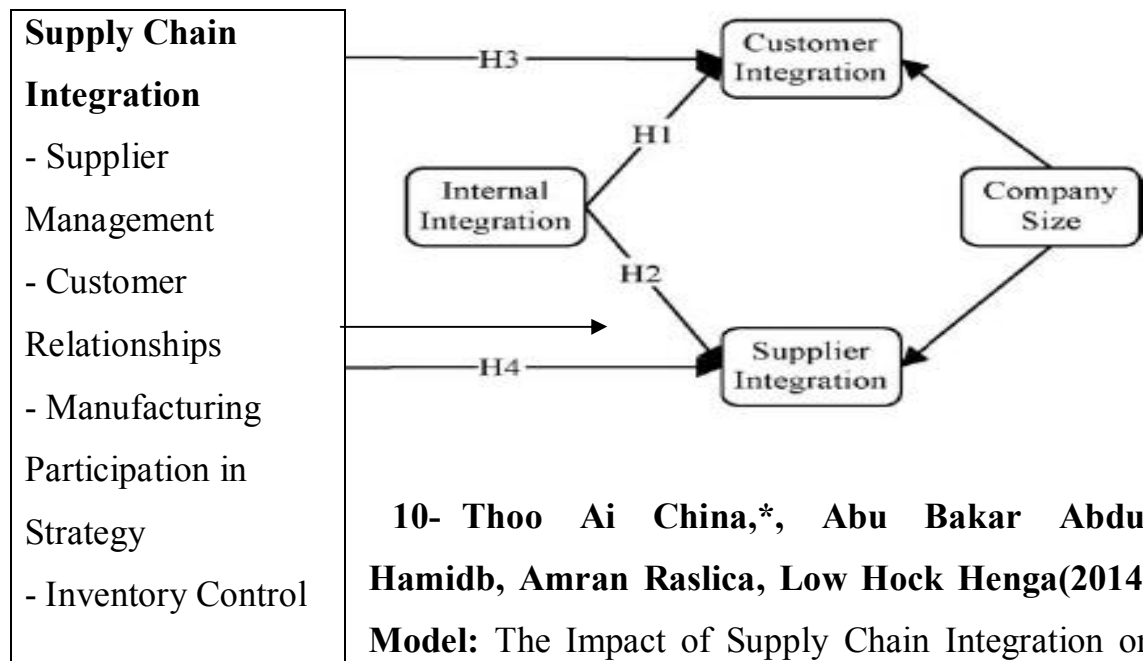 Supply Chain
Integration
- Supplier
Management
- Customer
Relationships
- Manufacturing
Participation in
Strategy
- Inventory Control
H3
Customer
Integration
H1
Internal
Integration
Company
Size
H2
Supplier
Integration
H4
10- Thoo Ai China,*, Abu Bakar Abdu
Hamidb, Amran Raslica, Low Hock Henga(2014
Model: The Impact of Supply Chain Integration on